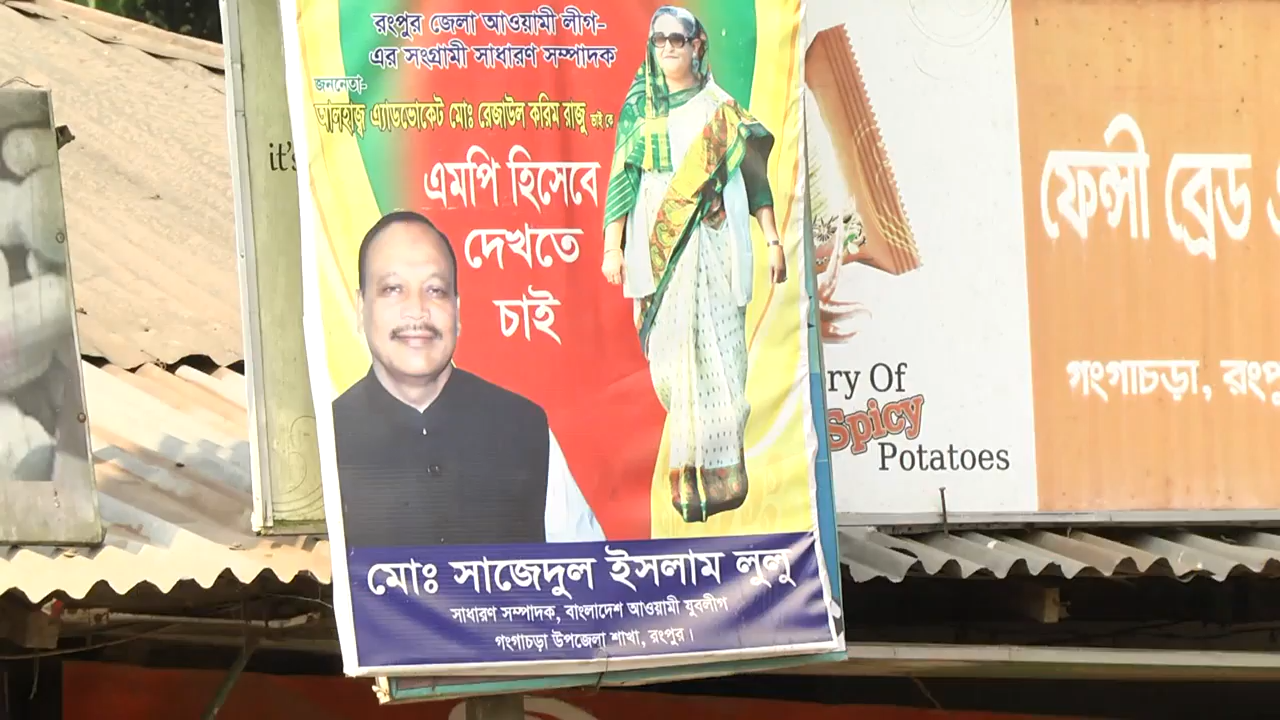 রংপুর জেলা আওয়ামী লীগ-
এর সংগ্রামী সাধারণ সম্পাদক
জননেতা-
আলহাজ্ব এ্যাডভোকেট মোঃ রেজাউল করিম রাজু ভাই কে
এমপি হিসেবে
দেখতে
চাই
মোঃ সাজেদুল ইসলাম লুলু
সাধারণ সম্পাদক, বাংলাদেশ আওয়ামী যুবলীগ
গংগাচড়া উপজেলা শাখা, রংপুর।
it's
ry Of
Spicy
Potatoes
ফেন্সী ব্রেড
গংগাচড়া, রংপু